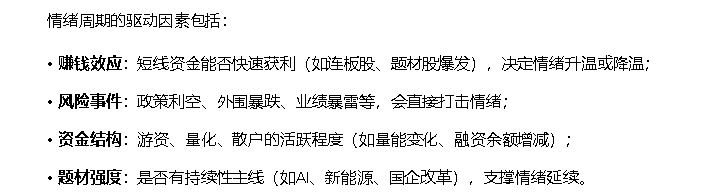 情绪周期的驱动因素包括：
• 赚钱效应：短线资金能否快速获利（如连板股、题材股爆发），决定情绪升温或降温；
• 风险事件：政策利空、外围暴跌、业绩暴雷等，会直接打击情绪；
• 资金结构：游资、量化、散户的活跃程度（如量能变化、融资余额增减）；
• 题材强度：是否有持续性主线（如AI、新能源、国企改革），支撑情绪延续。